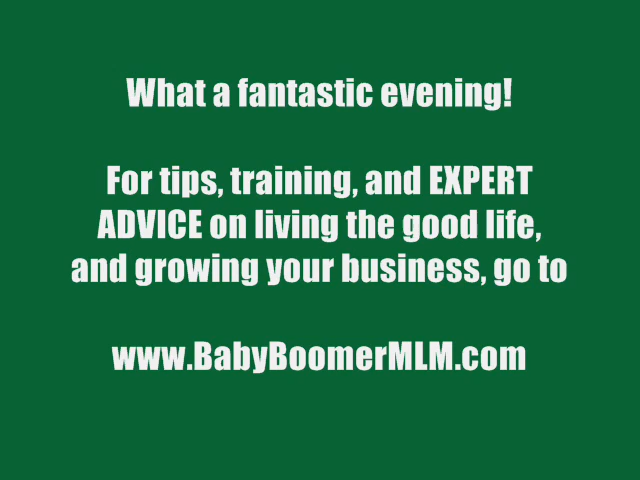 What a fantastic evening!
For tips, training, and EXPERT
ADVICE on living the good life,
and growing your business, go to
www.BabyBoomerMLM.com